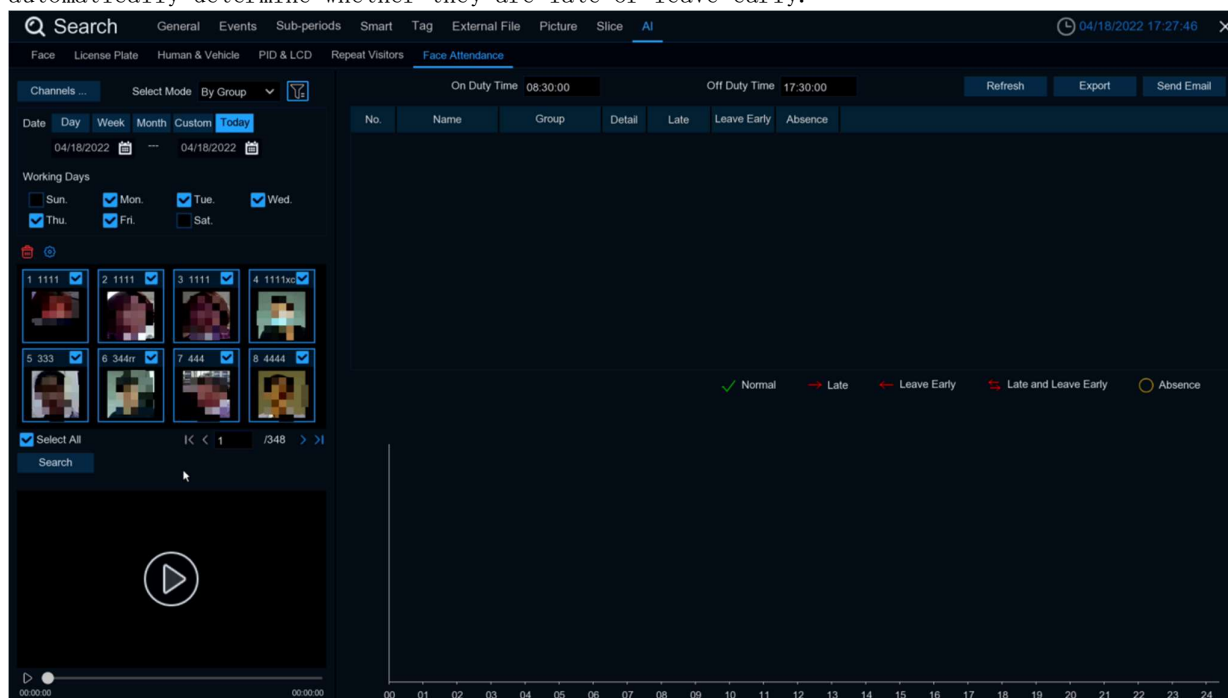 automatically determine whether they are late or leave early.
Search General Events Sub-periods Smart Tag External File Picture Slice AI 04/18/2022 17:27:46
Face License Plate Human & Vehicle PID & LCD Repeat Visitors Face Attendance
Channels ... Select Mode By Group On Duty Time 08:30:00 Off Duty Time 17:30:00 Refresh Export Send Email
Date Day Week Month Custom Today No. Name Group Detail Late Leave Early Absence
04/18/2022 --- 04/18/2022
Working Days
Sun. Mon. Tue. Wed.
Thu. Fri. Sat.
1 1111 2 1111 3 1111 4 1111xc
5 333 6 344rr 7 444 8 4444
Normal Late Leave Early Late and Leave Early Absence
Select All 1 /348
Search
00:00:00 00:00:00 00 01 02 03 04 05 06 07 08 09 10 11 12 13 14 15 16 17 18 19 20 21 22 23 24